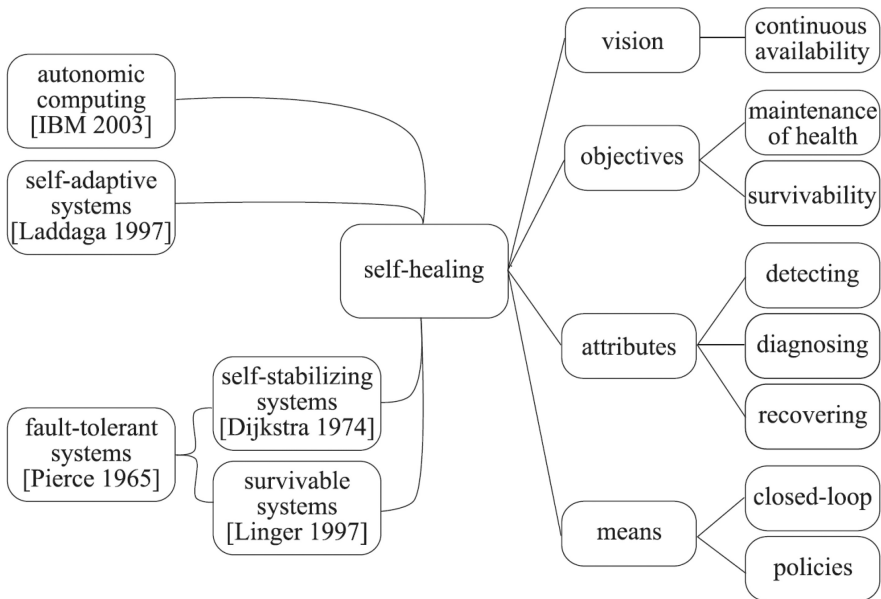 autonomic
computing
[IBM 2003]
self-adaptive
systems
[Laddaga 1997]
fault-tolerant
systems
[Pierce 1965]
self-stabilizing
systems
[Dijkstra 1974]
survivable
systems
[Linger 1997]
self-healing
vision
continuous
availability
objectives
maintenance
of health
survivability
attributes
detecting
diagnosing
recovering
means
closed-loop
policies